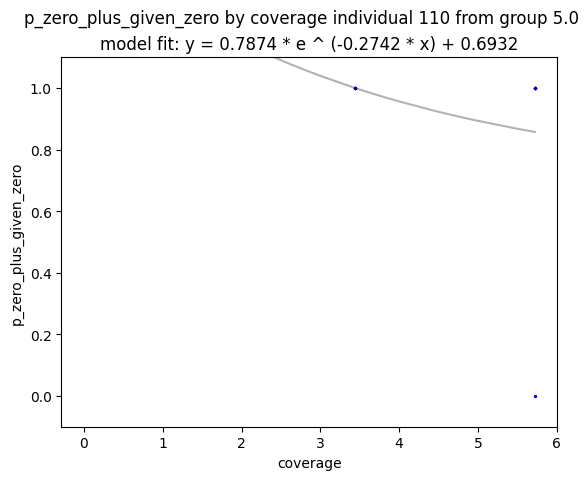 p_zero_plus_given_zero by coverage individual 110 from group 5.0
model fit: y = 0.7874 * e ^ (-0.2742 * x) + 0.6932
1.0
0.8
0.6
0.4
0.2
0.0
p_zero_plus_given_zero
0 1 2 3 4 5 6
coverage